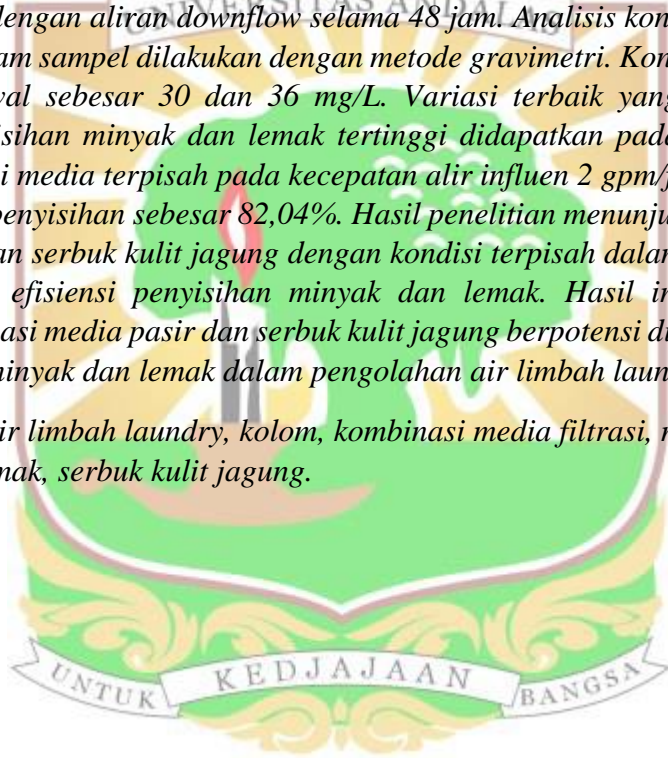 dengan aliran downflow selama 48 jam. Analisis kon
am sampel dilakukan dengan metode gravimetri. Kon
val sebesar 30 dan 36 mg/L. Variasi terbaik yang
isihan minyak dan lemak tertinggi didapatkan pada
i media terpisah pada kecepatan alir influen 2 gpm/f
penyisihan sebesar 82,04%. Hasil penelitian menunju
an serbuk kulit jagung dengan kondisi terpisah dalam
efisiensi penyisihan minyak dan lemak. Hasil in
asi media pasir dan serbuk kulit jagung berpotensi di
minyak dan lemak dalam pengolahan air limbah laun
ir limbah laundry, kolom, kombinasi media filtrasi, m
mak, serbuk kulit jagung.
UNTUK KEDJAJAAN BANGSA